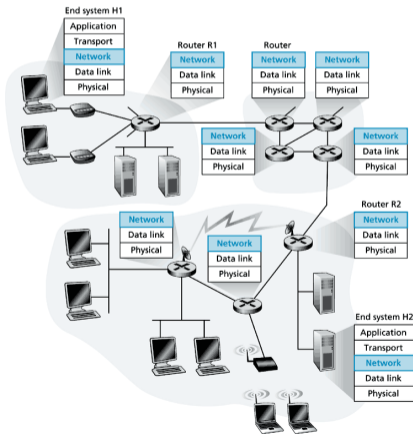 End system H1
Application
Transport
Network
Data link
Physical
Router R1
Network
Data link
Physical
Router
Network
Data link
Physical
Network
Data link
Physical
Network
Data link
Physical
Network
Data link
Physical
Router R2
Network
Data link
Physical
Network
Data link
Physical
Network
Data link
Physical
End system H2
Application
Transport
Network
Data link
Physical